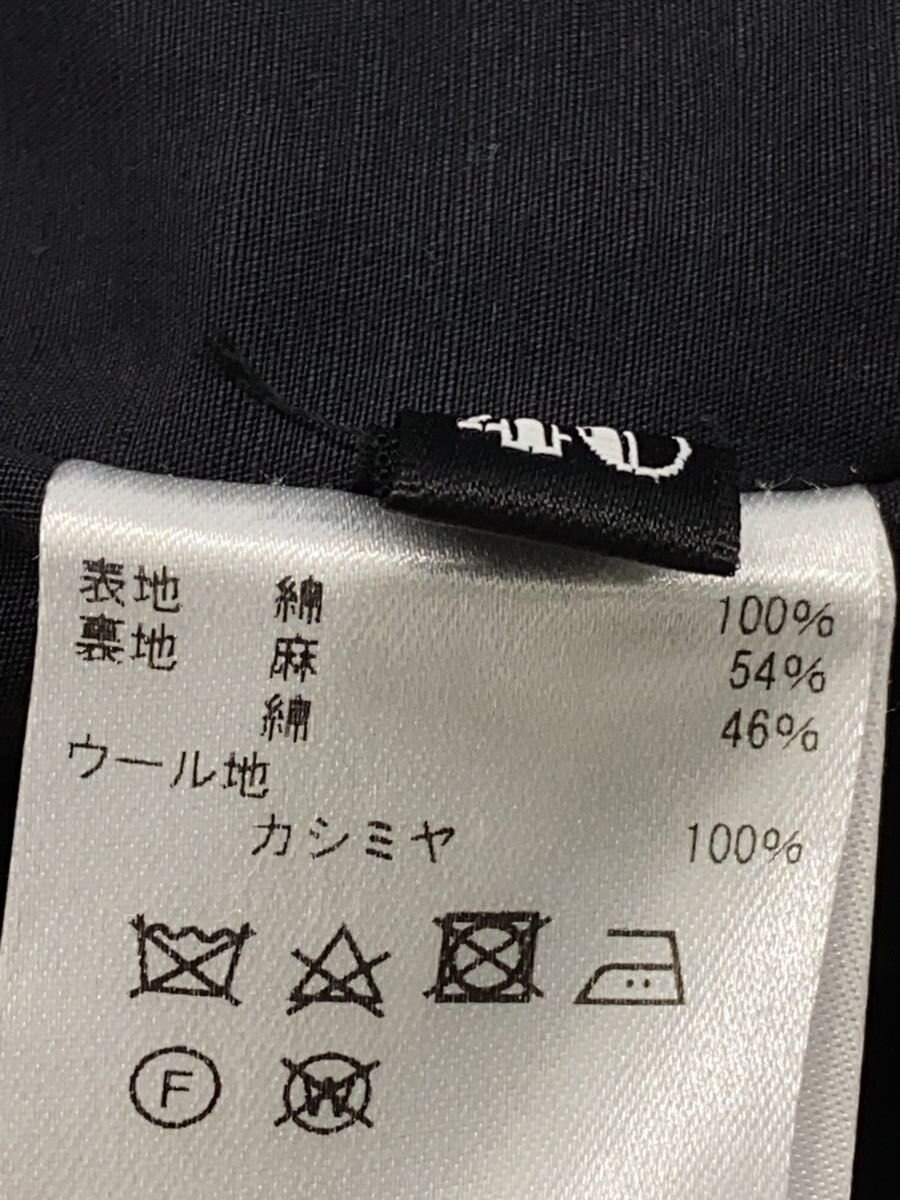 表地 綿 100%
裏地 麻 54%
綿 46%
ウール地
カシミヤ 100%
F
W